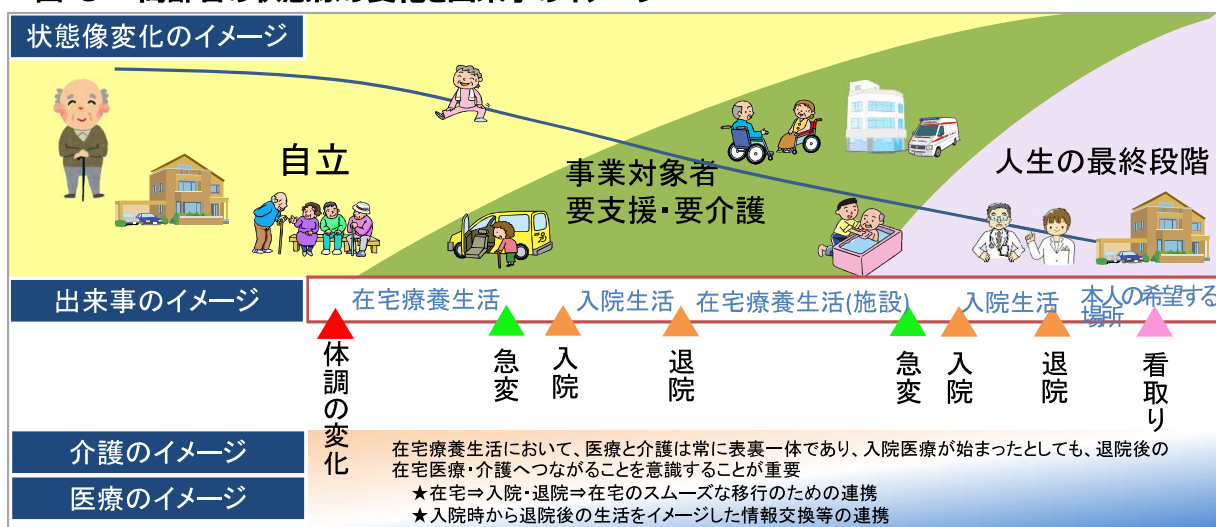 状態像変化のイメージ
自立
事業対象者
要支援・要介護
人生の最終段階
出来事のイメージ
在宅療養生活
入院生活
在宅療養生活(施設)
入院生活
本人の希望する
場所
体調の変化
急変
入院
退院
急変
入院
退院
看取り
介護のイメージ
医療のイメージ
在宅療養生活において、医療と介護は常に表裏一体であり、入院医療が始まったとしても、退院後の
在宅医療・介護へつながることを意識することが重要
★在宅⇒入院・退院⇒在宅のスムーズな移行のための連携
★入院時から退院後の生活をイメージした情報交換等の連携